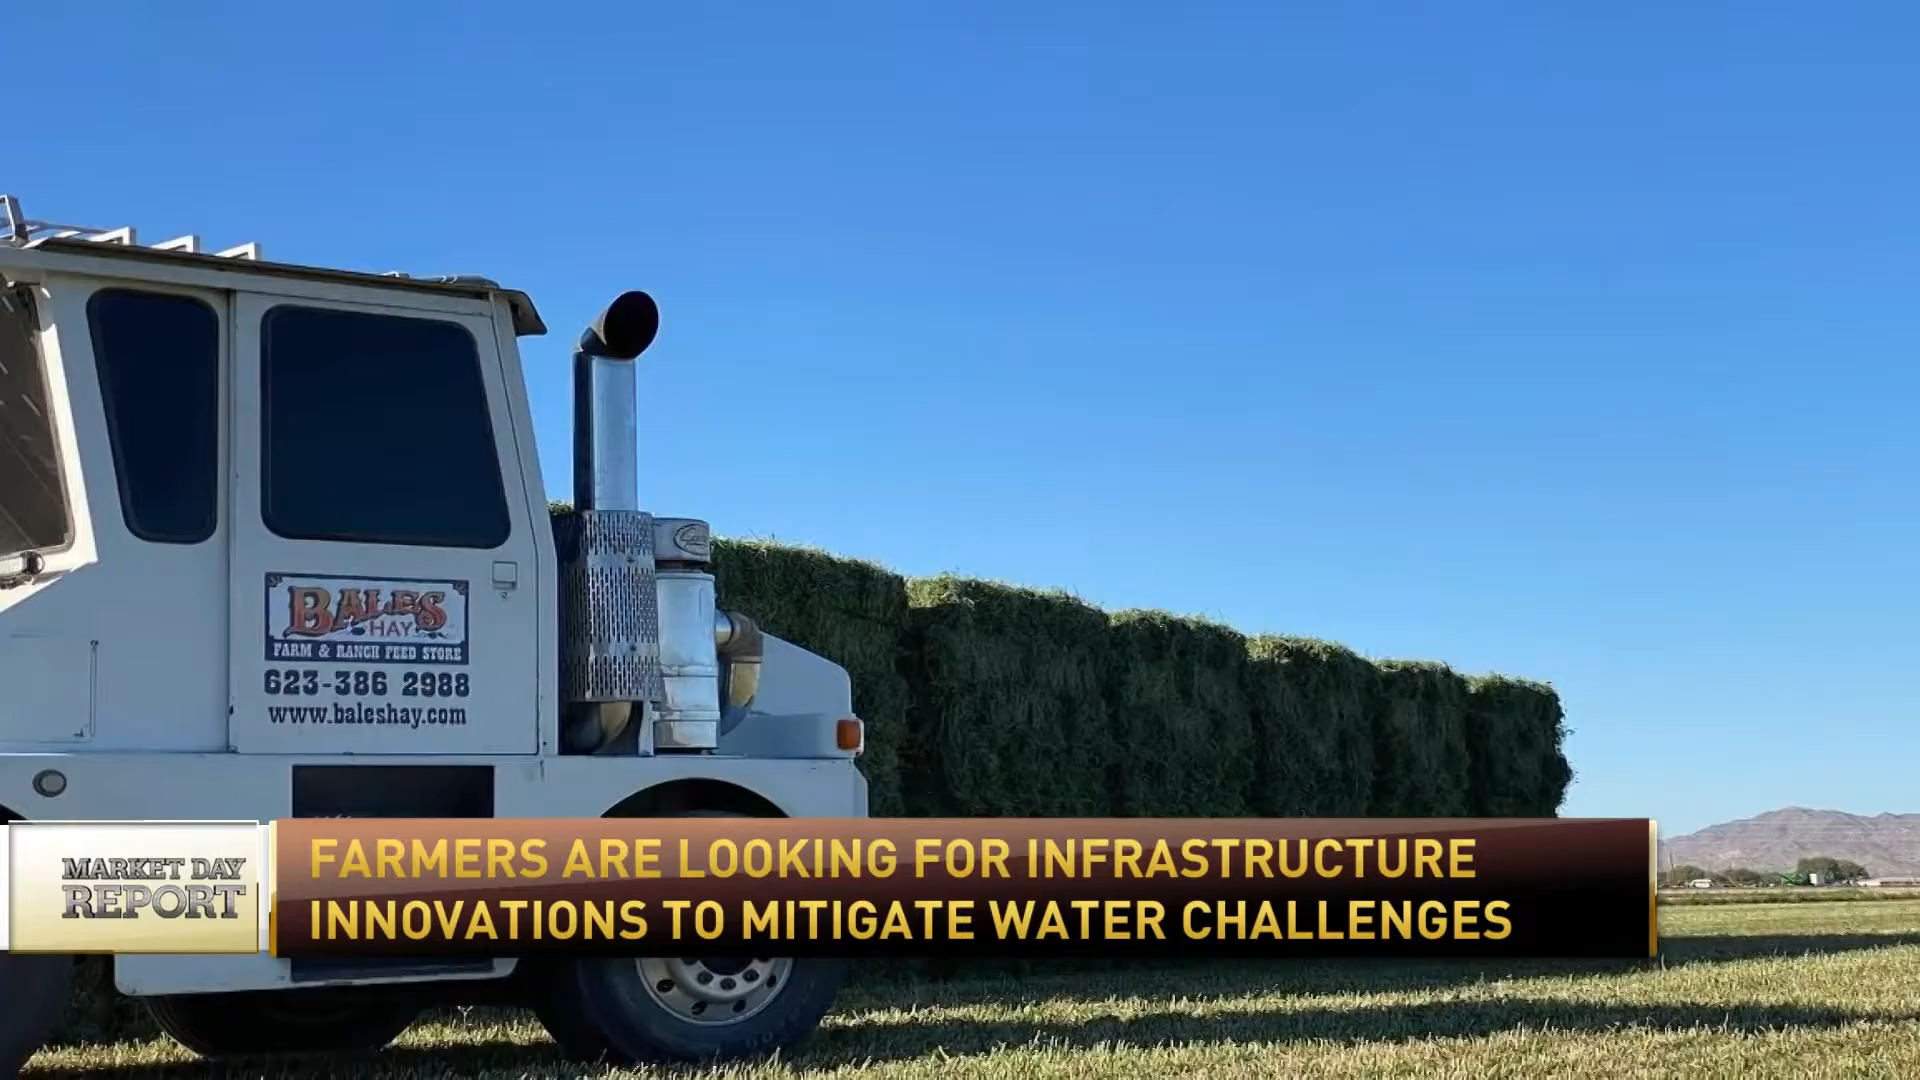 BALES
HAY
FARM & RANCH FEED STORE
623-386 2988
www.baleshay.com
MARKET DAY
REPORT
FARMERS ARE LOOKING FOR INFRASTRUCTURE
INNOVATIONS TO MITIGATE WATER CHALLENGES